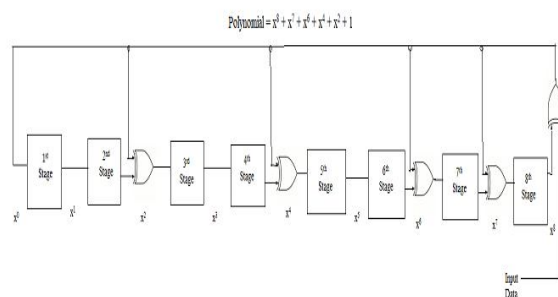 Polynomial = x⁸ + x⁷ + x⁶ + x⁴ + x² + 1
1st Stage
2nd Stage
3rd Stage
4th Stage
5th Stage
6th Stage
7th Stage
8th Stage
x⁰
x¹
x²
x³
x⁴
x⁵
x⁶
x⁷
x⁸
Input
Data